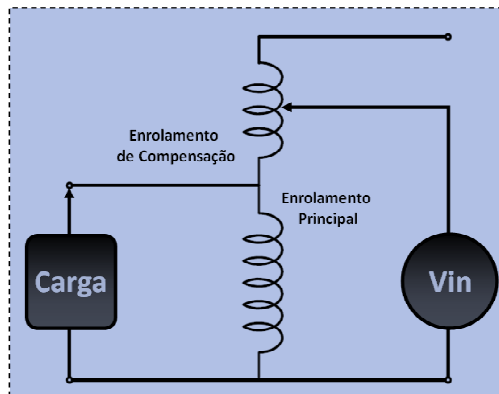 Enrolamento
de Compensação
Enrolamento
Principal
Carga
Vin